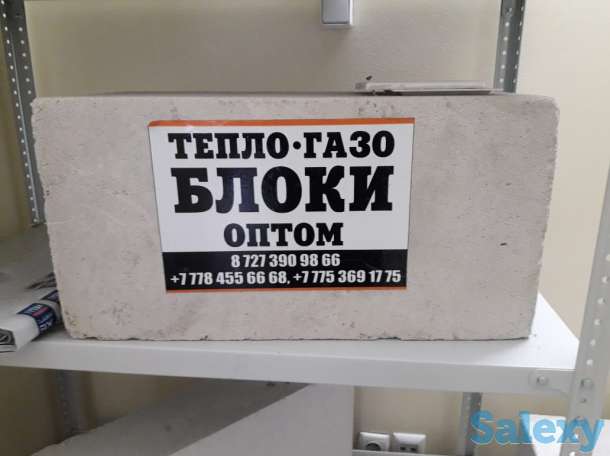 ТЕПЛО·ГАЗО
БЛОКИ
ОПТОМ
8 727 390 98 66
+7 778 455 66 68, +7 775 369 17 75
Salexy